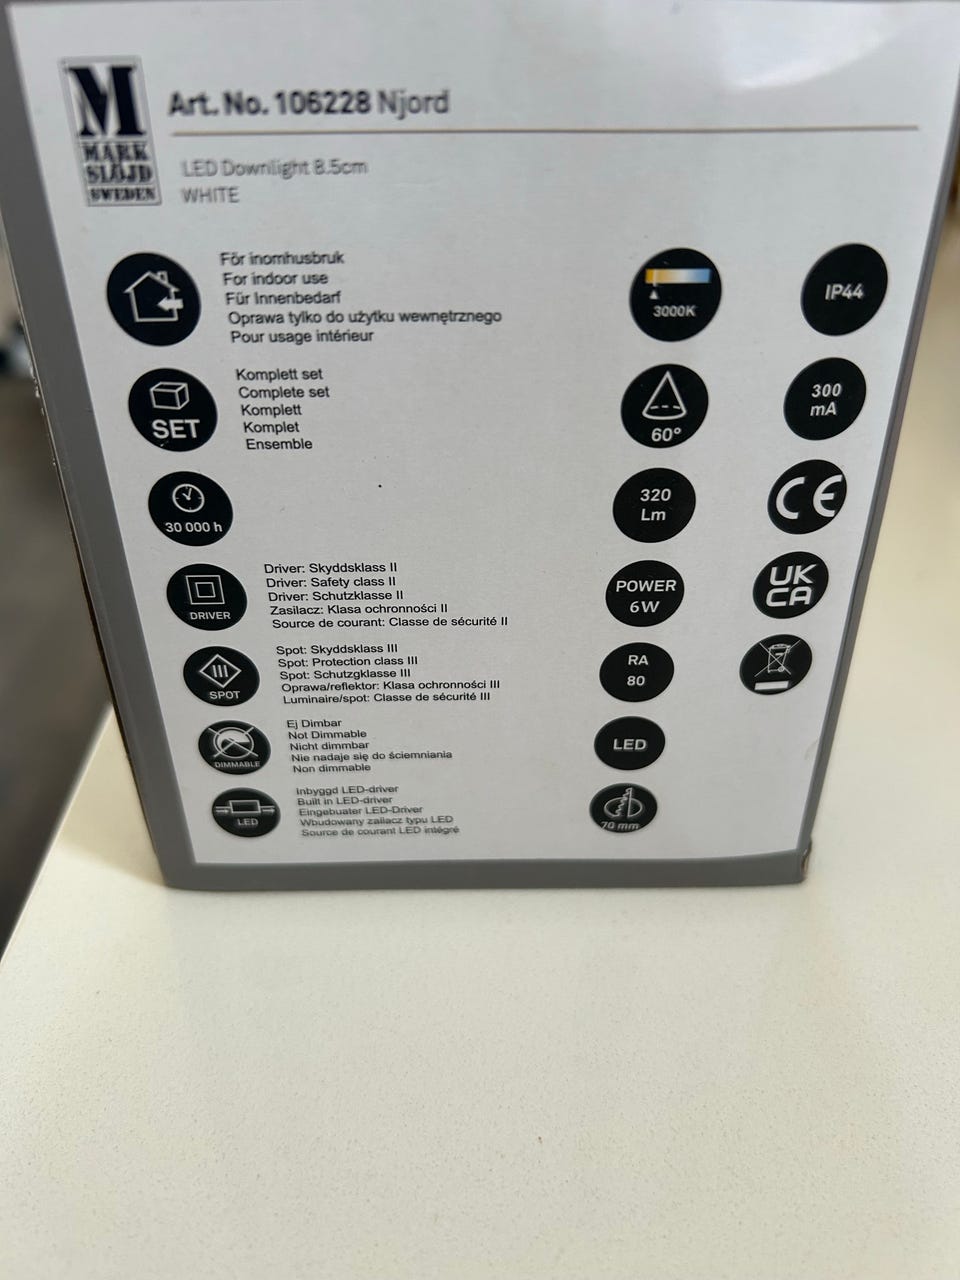 M
MARK
SLÖJD
SWEDEN
Art. No. 106228 Njord
LED Downlight 8.5cm
WHITE
För inomhusbruk
For indoor use
Für Innenbedarf
Oprawa tylko do użytku wewnętrznego
Pour usage intérieur
3000K
IP44
SET
Komplett set
Complete set
Komplett
Komplet
Ensemble
60°
300
mA
30 000 h
320
Lm
CE
DRIVER
Driver: Skyddsklass II
Driver: Safety class II
Driver: Schutzklasse II
Zasilacz: Klasa ochronności II
Source de courant: Classe de sécurité II
POWER
6W
UK
CA
III
SPOT
Spot: Skyddsklass III
Spot: Protection class III
Spot: Schutzgklasse III
Oprawa/reflektor: Klasa ochronności III
Luminaire/spot: Classe de sécurité III
RA
80
DIMMABLE
Ej Dimbar
Not Dimmable
Nicht dimmbar
Nie nadaje się do ściemniania
Non dimmable
LED
LED
Inbyggd LED-driver
Built in LED-driver
Eingebuater LED-Driver
Wbudowany zailacz typu LED
Source de courant LED intégré
70 mm